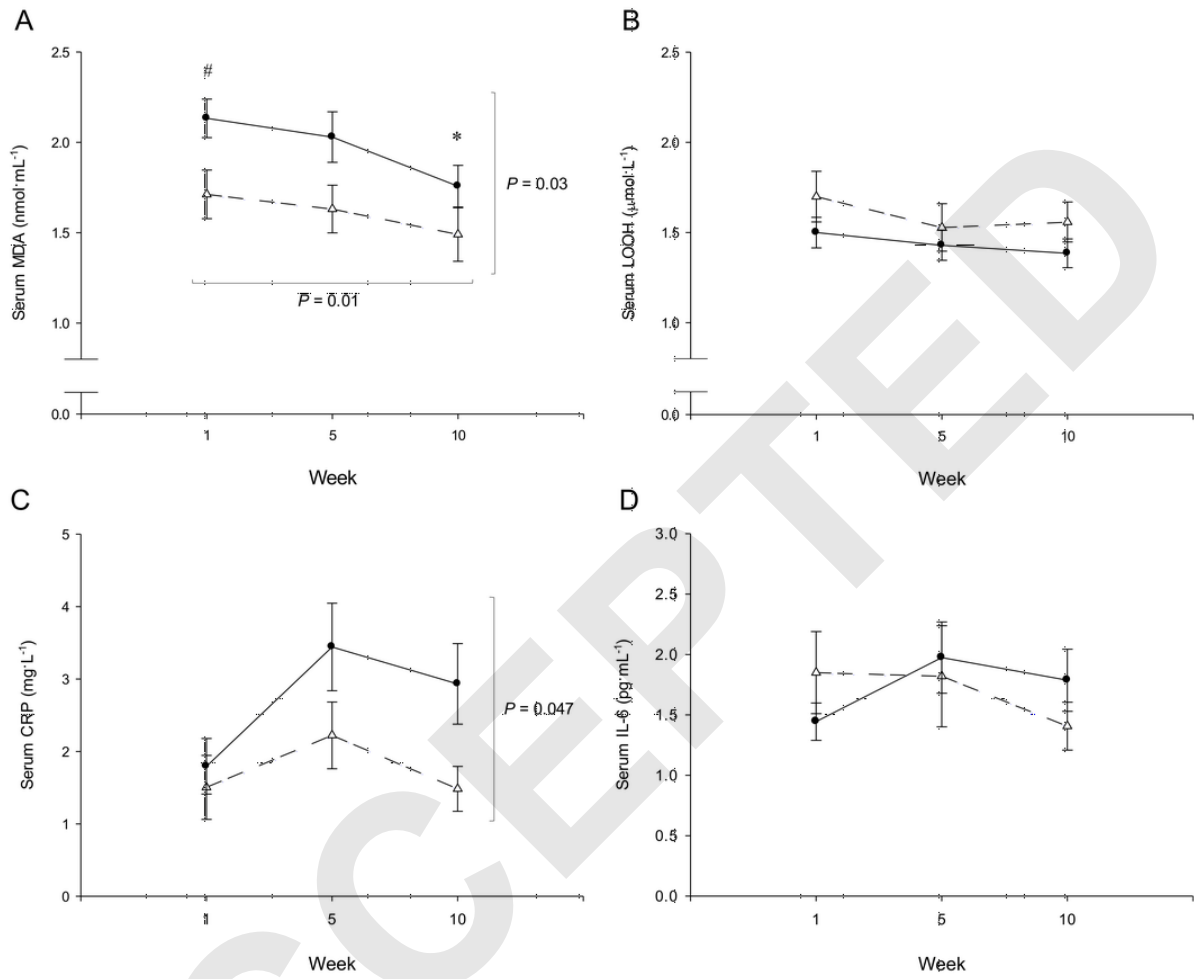 A
2.5
#
2.0
*
P = 0.03
1.5
P = 0.01
1.0
0.0
1 5 10
Week
Serum MDA (nmol·mL⁻¹)
B
2.5
2.0
1.5
1.0
0.0
1 5 10
Week
Serum LOOH (µmol·L⁻¹)
C
5
4
3
P = 0.047
2
1
0
1 5 10
Week
Serum CRP (mg·L⁻¹)
D
3.0
2.5
2.0
1.5
1.0
0.5
0.0
1 5 10
Week
Serum IL-6 (pg·mL⁻¹)
CCEPTED